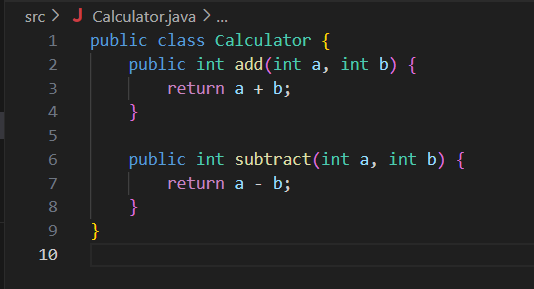 src > J Calculator.java > ...
1 public class Calculator {
2     public int add(int a, int b) {
3         return a + b;
4     }
5
6     public int subtract(int a, int b) {
7         return a - b;
8     }
9 }
10